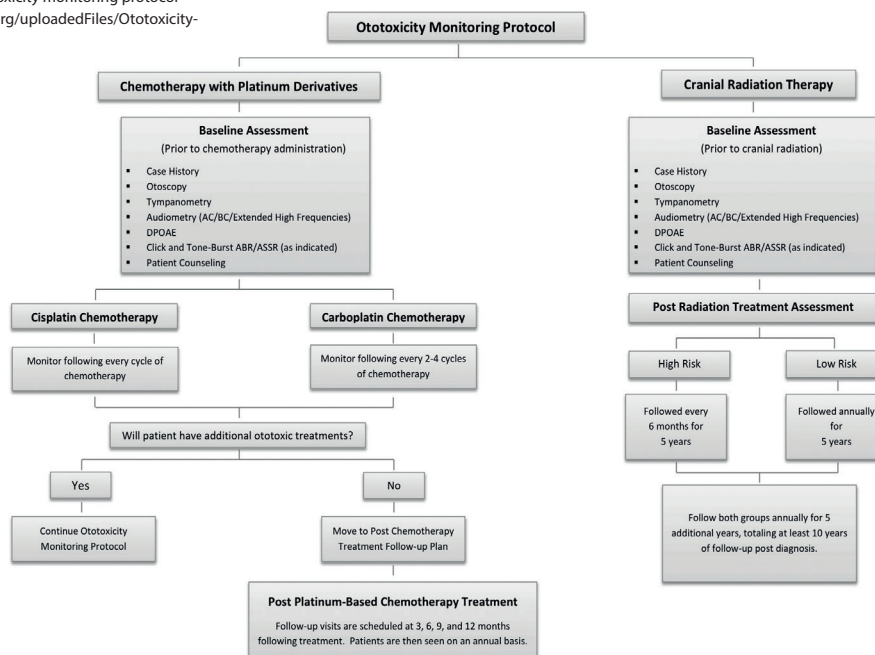 toxicity monitoring protocol
rg/uploadedFiles/Ototoxicity-
Ototoxicity Monitoring Protocol
Chemotherapy with Platinum Derivatives
Baseline Assessment
(Prior to chemotherapy administration)
▪ Case History
▪ Otoscopy
▪ Tympanometry
▪ Audiometry (AC/BC/Extended High Frequencies)
▪ DPOAE
▪ Click and Tone-Burst ABR/ASSR (as indicated)
▪ Patient Counseling
Cisplatin Chemotherapy
Monitor following every cycle of
chemotherapy
Carboplatin Chemotherapy
Monitor following every 2-4 cycles
of chemotherapy
Will patient have additional ototoxic treatments?
Yes
Continue Ototoxicity
Monitoring Protocol
No
Move to Post Chemotherapy
Treatment Follow-up Plan
Post Platinum-Based Chemotherapy Treatment
Follow-up visits are scheduled at 3, 6, 9, and 12 months
following treatment. Patients are then seen on an annual basis.
Cranial Radiation Therapy
Baseline Assessment
(Prior to cranial radiation)
▪ Case History
▪ Otoscopy
▪ Tympanometry
▪ Audiometry (AC/BC/Extended High Frequencies)
▪ DPOAE
▪ Click and Tone-Burst ABR/ASSR (as indicated)
▪ Patient Counseling
Post Radiation Treatment Assessment
High Risk
Followed every
6 months for
5 years
Low Risk
Followed annually
for
5 years
Follow both groups annually for 5
additional years, totaling at least 10 years
of follow-up post diagnosis.